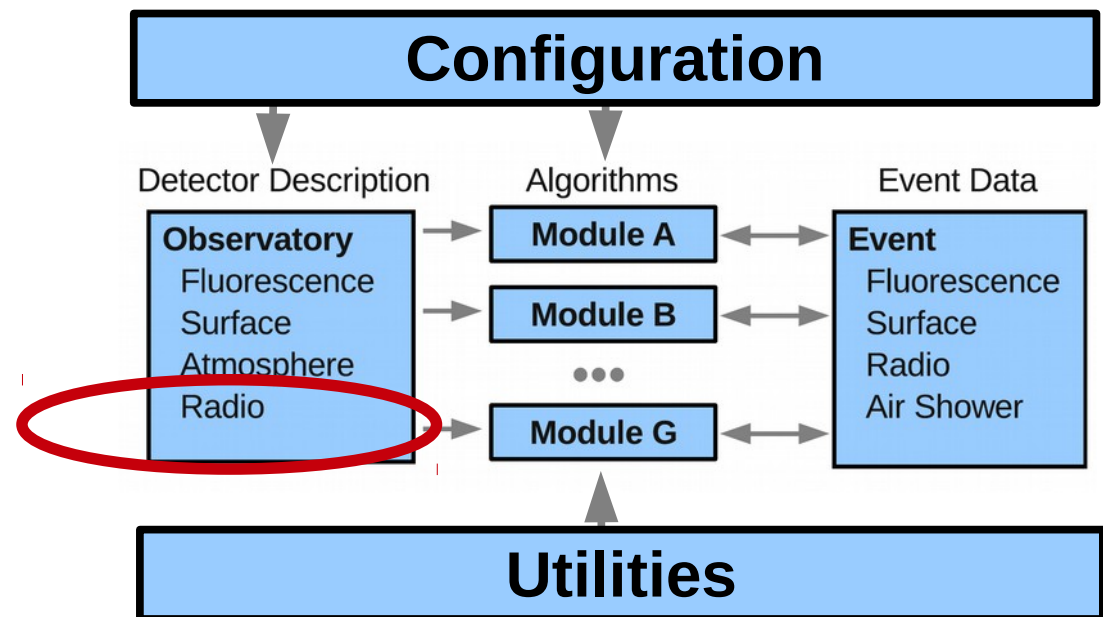 Configuration
Detector Description
Algorithms
Event Data
Observatory
Fluorescence
Surface
Atmosphere
Radio
Module A
Module B
Module G
Event
Fluorescence
Surface
Radio
Air Shower
Utilities